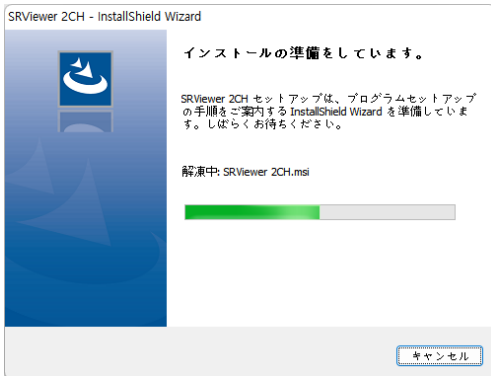 SRViewer 2CH - InstallShield Wizard
インストールの準備をしています。
SRViewer 2CH セットアップは、プログラムセットアップ
の手順をご案内する InstallShield Wizard を準備していま
す。しばらくお待ちください。
解凍中: SRViewer 2CH.msi
キャンセル